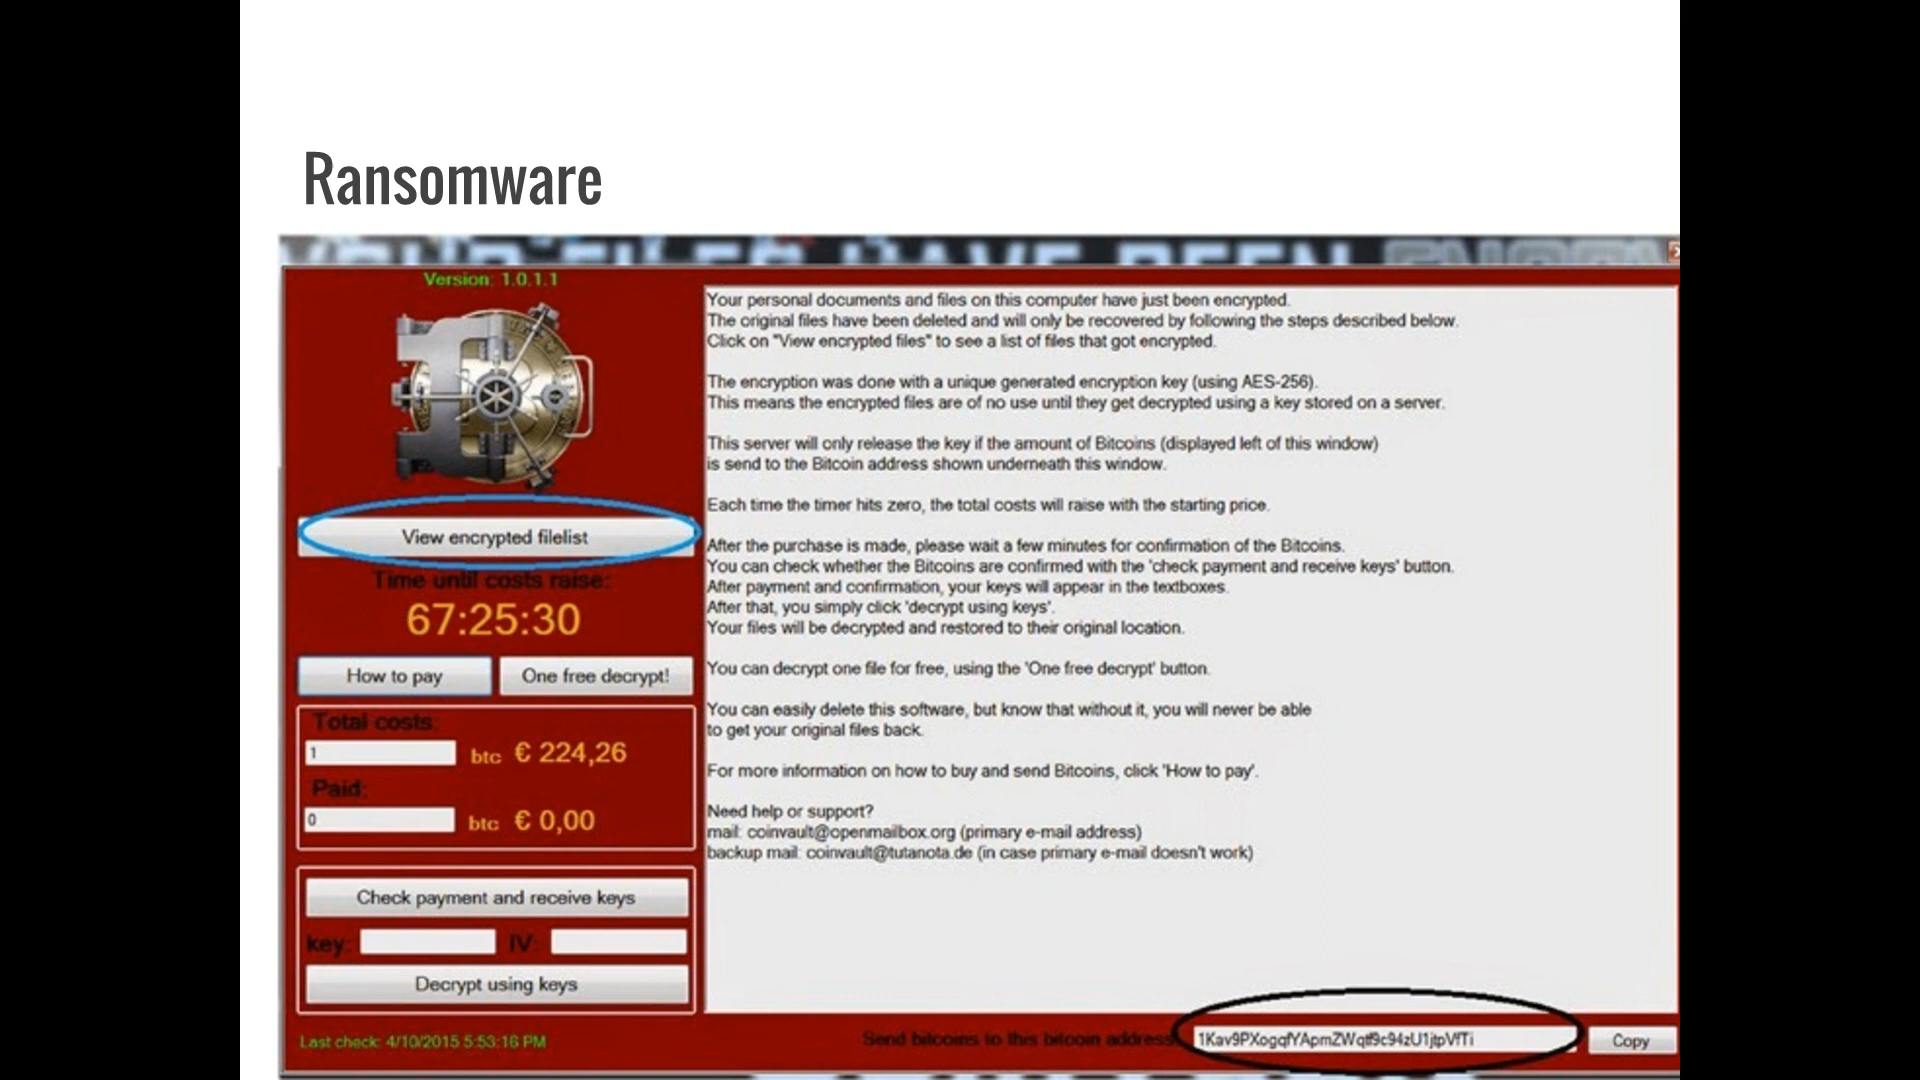 Ransomware
YOUR FILES HAVE BEEN
Version: 1.0.1.1
View encrypted filelist
Time until costs raise:
67:25:30
How to pay
One free decrypt!
Total costs:
1 btc € 224,26
Paid:
0 btc € 0,00
Check payment and receive keys
key: IV:
Decrypt using keys
Last check: 4/10/2015 5:53:16 PM
Your personal documents and files on this computer have just been encrypted.
The original files have been deleted and will only be recovered by following the steps described below.
Click on "View encrypted files" to see a list of files that got encrypted.
The encryption was done with a unique generated encryption key (using AES-256).
This means the encrypted files are of no use until they get decrypted using a key stored on a server.
This server will only release the key if the amount of Bitcoins (displayed left of this window)
is send to the Bitcoin address shown underneath this window.
Each time the timer hits zero, the total costs will raise with the starting price.
After the purchase is made, please wait a few minutes for confirmation of the Bitcoins.
You can check whether the Bitcoins are confirmed with the 'check payment and receive keys' button.
After payment and confirmation, your keys will appear in the textboxes.
After that, you simply click 'decrypt using keys'.
Your files will be decrypted and restored to their original location.
You can decrypt one file for free, using the 'One free decrypt' button.
You can easily delete this software, but know that without it, you will never be able
to get your original files back.
For more information on how to buy and send Bitcoins, click 'How to pay'.
Need help or support?
mail: coinvault@openmailbox.org (primary e-mail address)
backup mail: coinvault@tutanota.de (in case primary e-mail doesn't work)
Send bitcoins to this bitcoin address
1Kav9PXogqfYApmZWqtf9c94zU1jtpVfTi
Copy